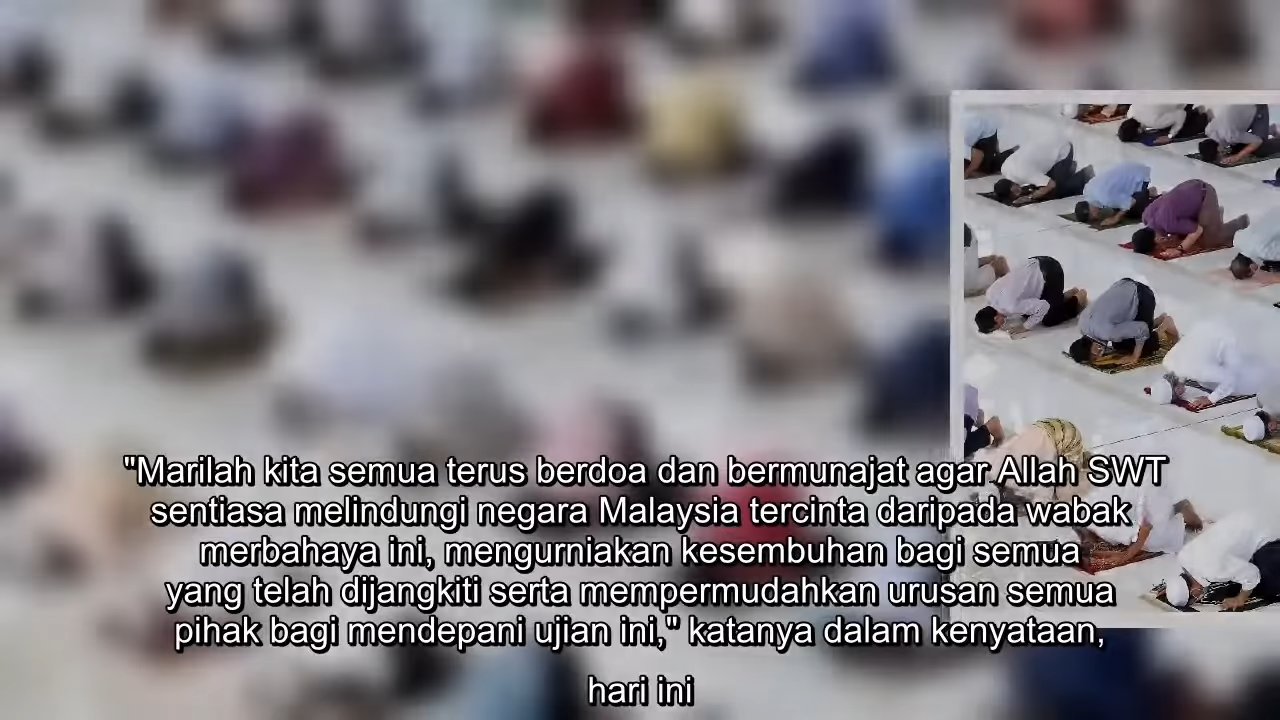 "Marilah kita semua terus berdoa dan bermunajat agar Allah SWT
sentiasa melindungi negara Malaysia tercinta daripada wabak
merbahaya ini, mengurniakan kesembuhan bagi semua
yang telah dijangkiti serta mempermudahkan urusan semua
pihak bagi mendepani ujian ini," katanya dalam kenyataan,
hari ini